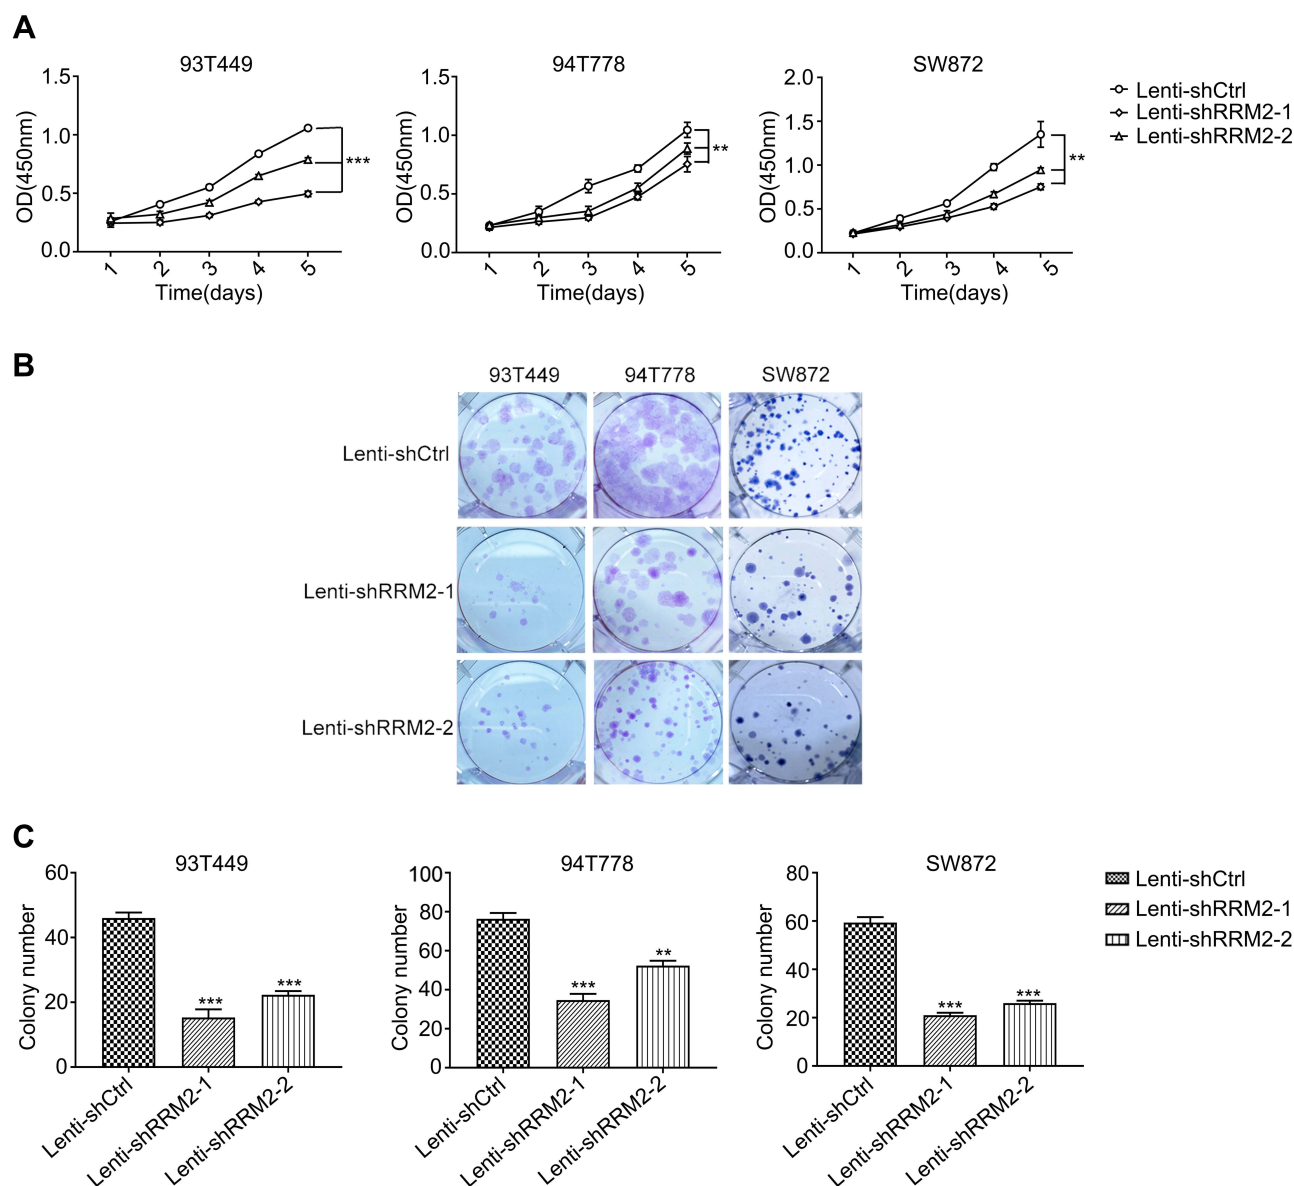 A
93T449
94T778
SW872
OD(450nm)
1.5
1.0
0.5
0.0
1 2 3 4 5
Time(days)
***
OD(450nm)
1.5
1.0
0.5
0.0
1 2 3 4 5
Time(days)
**
OD(450nm)
2.0
1.5
1.0
0.5
0.0
1 2 3 4 5
Time(days)
**
Lenti-shCtrl
Lenti-shRRM2-1
Lenti-shRRM2-2
B
93T449
94T778
SW872
Lenti-shCtrl
Lenti-shRRM2-1
Lenti-shRRM2-2
C
93T449
Colony number
60
40
20
0
***
***
Lenti-shCtrl
Lenti-shRRM2-1
Lenti-shRRM2-2
94T778
Colony number
100
80
60
40
20
0
***
**
Lenti-shCtrl
Lenti-shRRM2-1
Lenti-shRRM2-2
SW872
Colony number
80
60
40
20
0
***
***
Lenti-shCtrl
Lenti-shRRM2-1
Lenti-shRRM2-2
Lenti-shCtrl
Lenti-shRRM2-1
Lenti-shRRM2-2